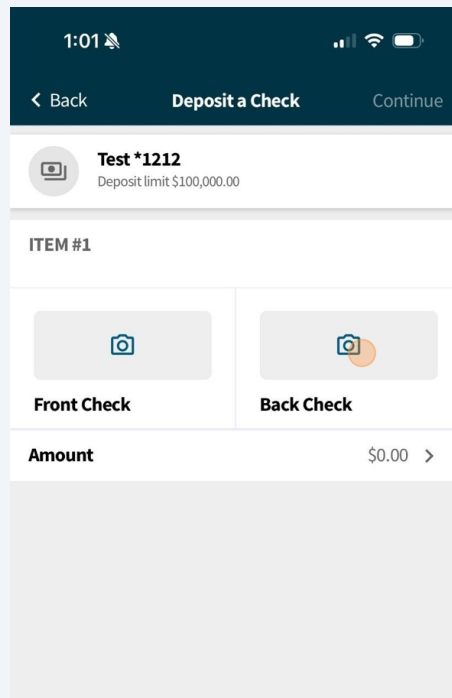 1:01
Back Deposit a Check Continue
Test *1212
Deposit limit $100,000.00
ITEM #1
Front Check Back Check
Amount $0.00